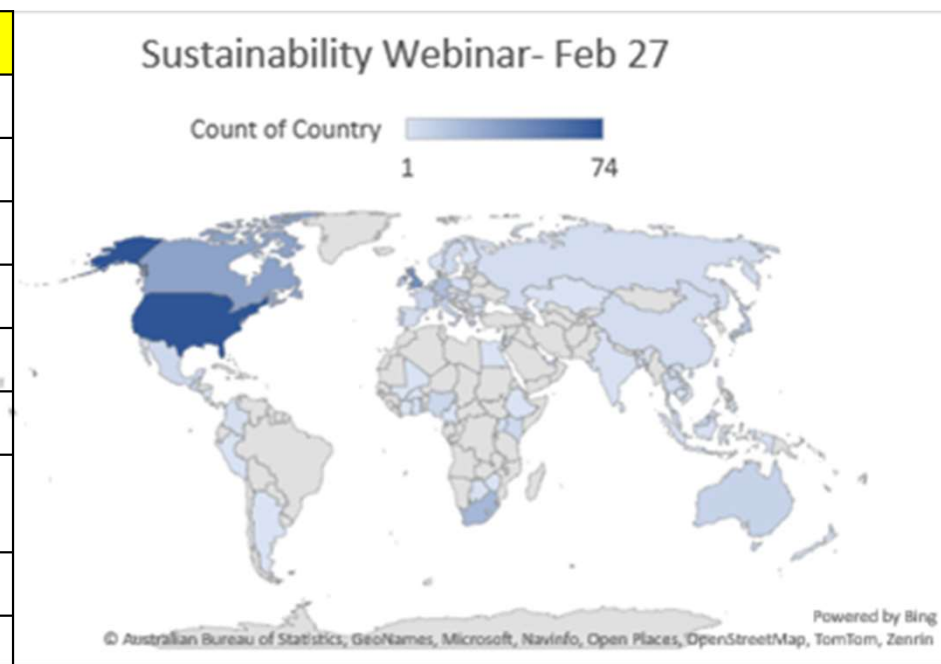 Sustainability Webinar- Feb 27
Count of Country
1 74
Powered by Bing
© Australian Bureau of Statistics, GeoNames, Microsoft, Navinfo, Open Places, OpenStreetMap, TomTom, Zenrin